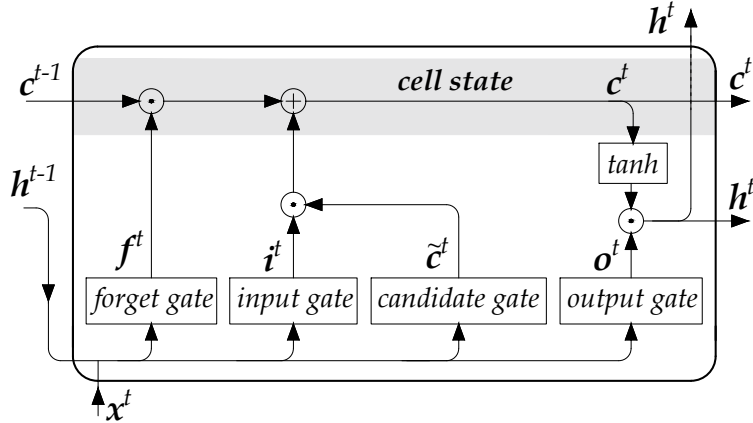 h^t
c^{t-1}
cell state
c^t
c^t
h^{t-1}
tanh
h^t
f^t
i^t
c̃^t
o^t
forget gate
input gate
candidate gate
output gate
x^t